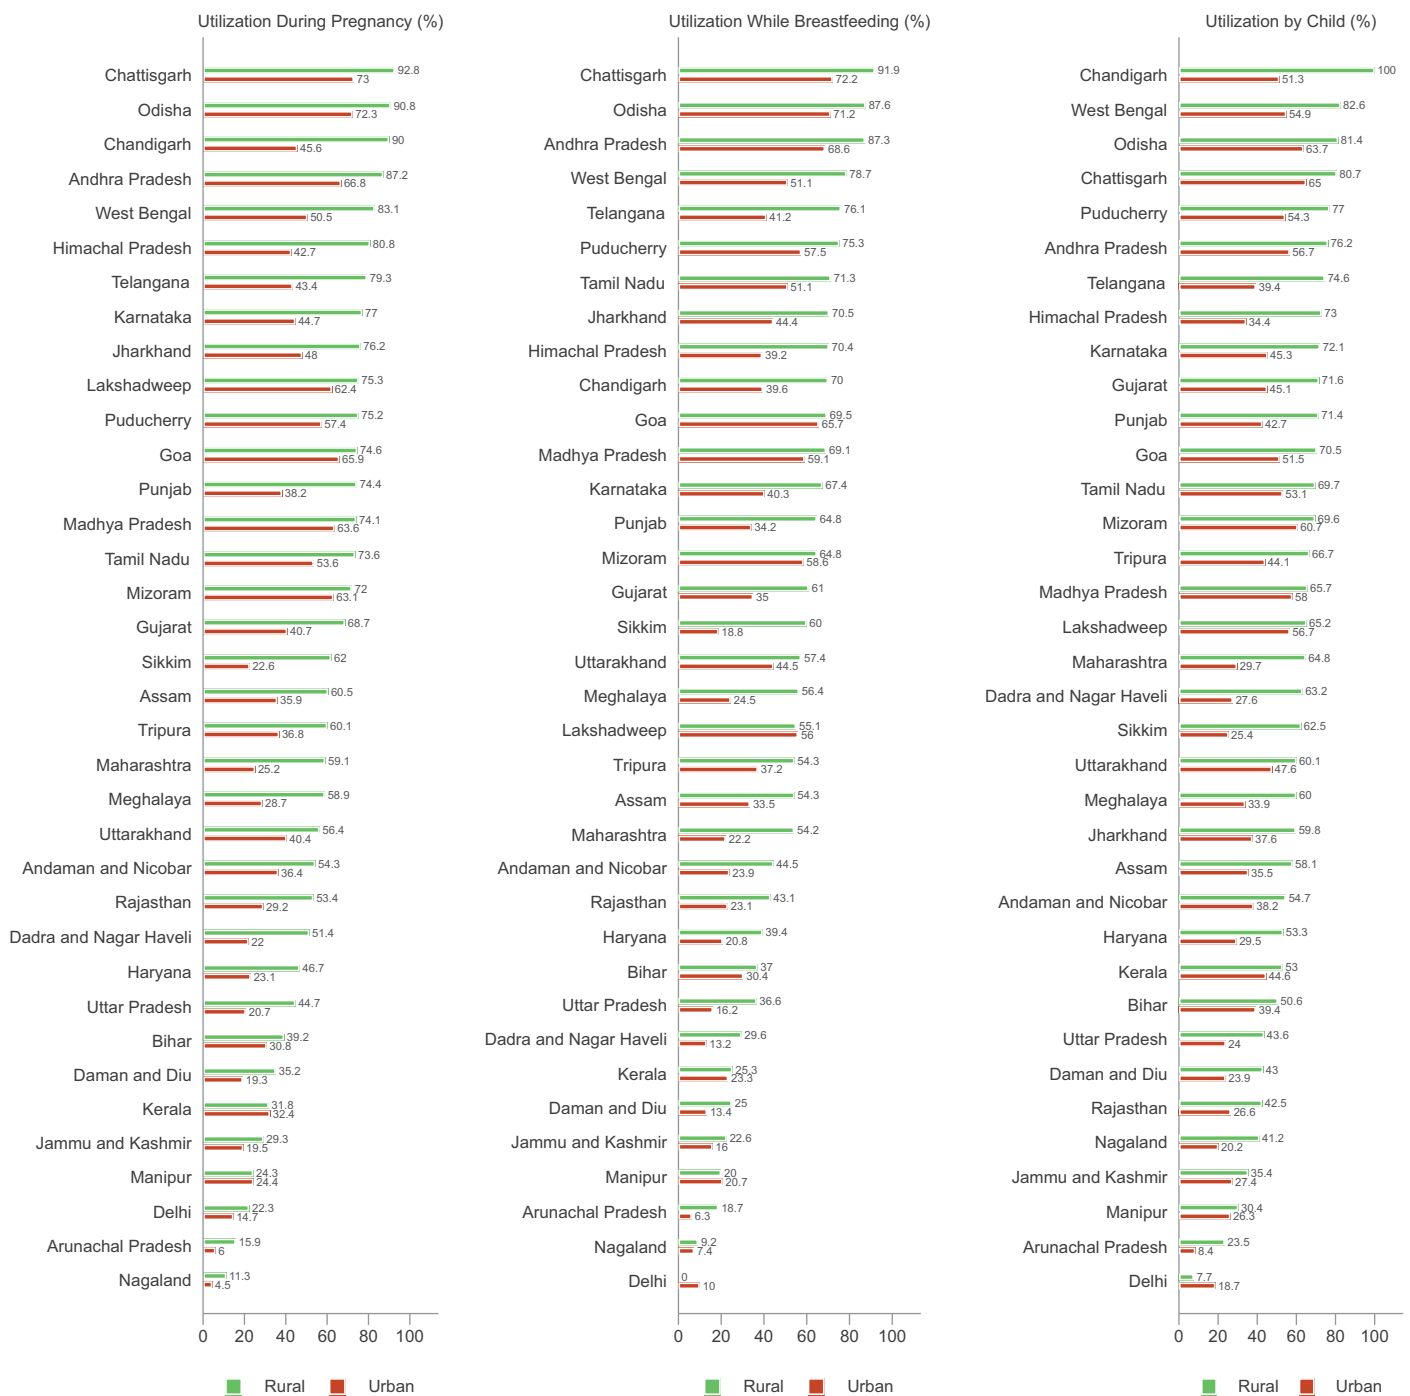 Utilization During Pregnancy (%)
Chattisgarh 92.8 73
Odisha 90.8 72.3
Chandigarh 90 45.6
Andhra Pradesh 87.2 66.8
West Bengal 83.1 50.5
Himachal Pradesh 80.8 42.7
Telangana 79.3 43.4
Karnataka 77 44.7
Jharkhand 76.2 48
Lakshadweep 75.3 62.4
Puducherry 75.2 57.4
Goa 74.6 65.9
Punjab 74.4 38.2
Madhya Pradesh 74.1 63.6
Tamil Nadu 73.6 53.6
Mizoram 72 63.1
Gujarat 68.7 40.7
Sikkim 62 22.6
Assam 60.5 35.9
Tripura 60.1 36.8
Maharashtra 59.1 25.2
Meghalaya 58.9 28.7
Uttarakhand 56.4 40.4
Andaman and Nicobar 54.3 36.4
Rajasthan 53.4 29.2
Dadra and Nagar Haveli 51.4 22
Haryana 46.7 23.1
Uttar Pradesh 44.7 20.7
Bihar 39.2 30.8
Daman and Diu 35.2 19.3
Kerala 31.8 32.4
Jammu and Kashmir 29.3 19.5
Manipur 24.3 24.4
Delhi 22.3 14.7
Arunachal Pradesh 15.9 6
Nagaland 11.3 4.5
0 20 40 60 80 100
Rural Urban
Utilization While Breastfeeding (%)
Chattisgarh 91.9 72.2
Odisha 87.6 71.2
Andhra Pradesh 87.3 68.6
West Bengal 78.7 51.1
Telangana 76.1 41.2
Puducherry 75.3 57.5
Tamil Nadu 71.3 51.1
Jharkhand 70.5 44.4
Himachal Pradesh 70.4 39.2
Chandigarh 70 39.6
Goa 69.5 65.7
Madhya Pradesh 69.1 59.1
Karnataka 67.4 40.3
Punjab 64.8 34.2
Mizoram 64.8 58.6
Gujarat 61 35
Sikkim 60 18.8
Uttarakhand 57.4 44.5
Meghalaya 56.4 24.5
Lakshadweep 55.1 56
Tripura 54.3 37.2
Assam 54.3 33.5
Maharashtra 54.2 22.2
Andaman and Nicobar 44.5 23.9
Rajasthan 43.1 23.1
Haryana 39.4 20.8
Bihar 37 30.4
Uttar Pradesh 36.6 16.2
Dadra and Nagar Haveli 29.6 13.2
Kerala 25.3 23.3
Daman and Diu 25 13.4
Jammu and Kashmir 22.6 16
Manipur 20 20.7
Arunachal Pradesh 18.7 6.3
Nagaland 9.2 7.4
Delhi 0 10
0 20 40 60 80 100
Rural Urban
Utilization by Child (%)
Chandigarh 100 51.3
West Bengal 82.6 54.9
Odisha 81.4 63.7
Chattisgarh 80.7 65
Puducherry 77 54.3
Andhra Pradesh 76.2 56.7
Telangana 74.6 39.4
Himachal Pradesh 73 34.4
Karnataka 72.1 45.3
Gujarat 71.6 45.1
Punjab 71.4 42.7
Goa 70.5 51.5
Tamil Nadu 69.7 53.1
Mizoram 69.6 60.7
Tripura 66.7 44.1
Madhya Pradesh 65.7 58
Lakshadweep 65.2 56.7
Maharashtra 64.8 29.7
Dadra and Nagar Haveli 63.2 27.6
Sikkim 62.5 25.4
Uttarakhand 60.1 47.6
Meghalaya 60 33.9
Jharkhand 59.8 37.6
Assam 58.1 35.5
Andaman and Nicobar 54.7 38.2
Haryana 53.3 29.5
Kerala 53 44.6
Bihar 50.6 39.4
Uttar Pradesh 43.6 24
Daman and Diu 43 23.9
Rajasthan 42.5 26.6
Nagaland 41.2 20.2
Jammu and Kashmir 35.4 27.4
Manipur 30.4 26.3
Arunachal Pradesh 23.5 8.4
Delhi 7.7 18.7
0 20 40 60 80 100
Rural Urban